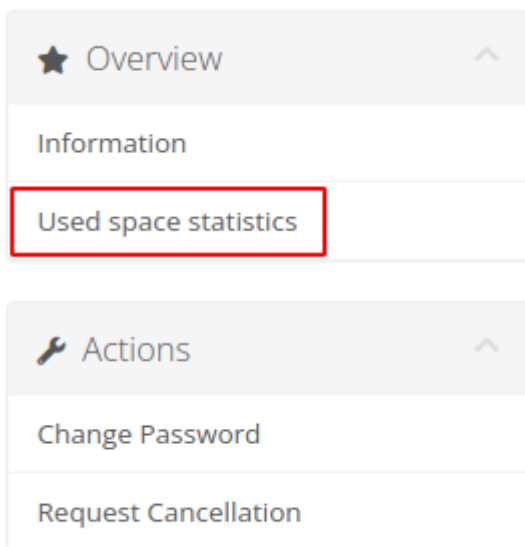 Overview
Information
Used space statistics
Actions
Change Password
Request Cancellation